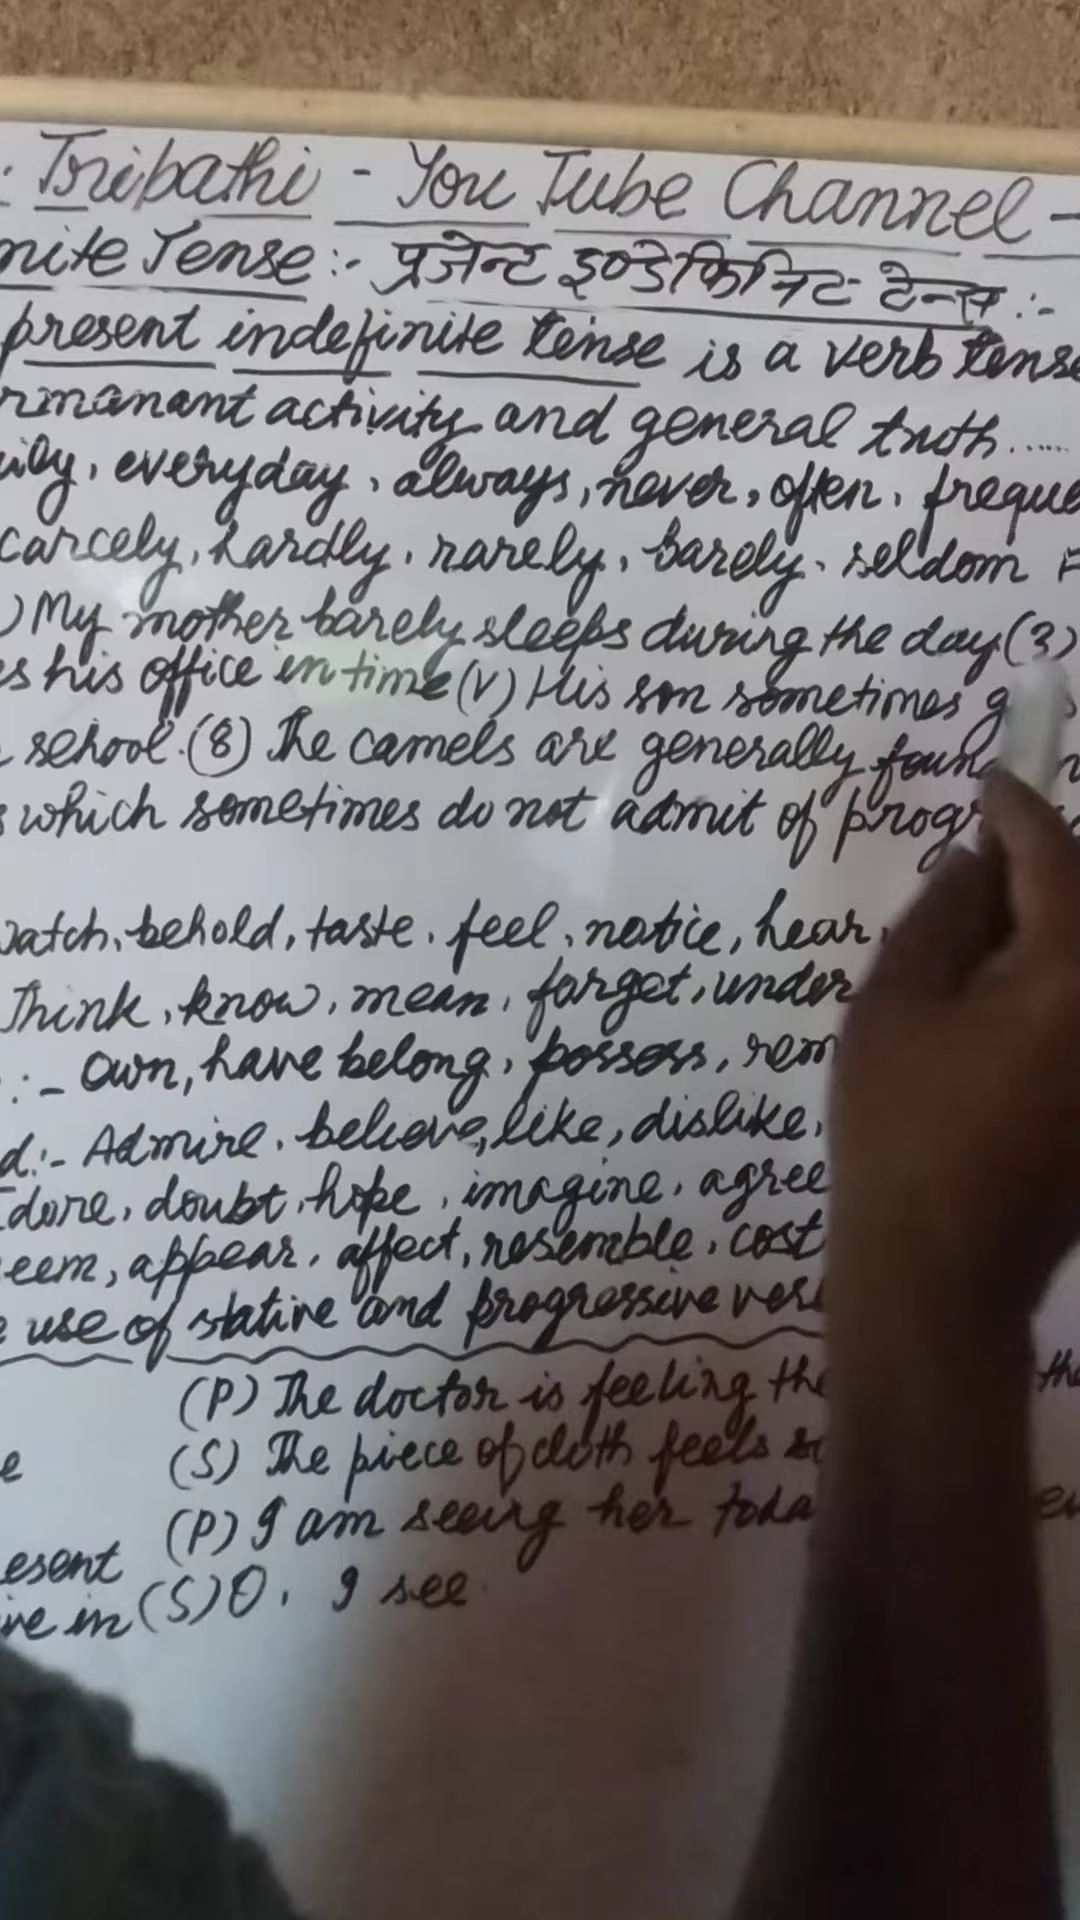 Tripathi - You Tube Channel -
nite Tense :- प्रजेन्ट इण्डेफिनिट टेन्स :-
present indefinite tense is a verb tense
rmanant activity and general truth.....
ily, everyday, always, never, often, freque
carcely, hardly, rarely, barely, seldom
) My mother barely sleeps during the day (3)
es his office in time (V) His son sometimes g
school. (8) The camels are generally foun
s which sometimes do not admit of progr
watch, behold, taste, feel, notice, hear,
Think, know, mean, forget, under
:- Own, have belong, possess, rem
d:- Admire, believe, like, dislike,
dore, doubt, hope, imagine, agree
eem, appear, affect, resemble, cost
e use of stative and progressive ver
(P) The doctor is feeling the
e (S) The piece of cloth feels
(P) I am seeing her toda
esent
ve in (S) O, I see